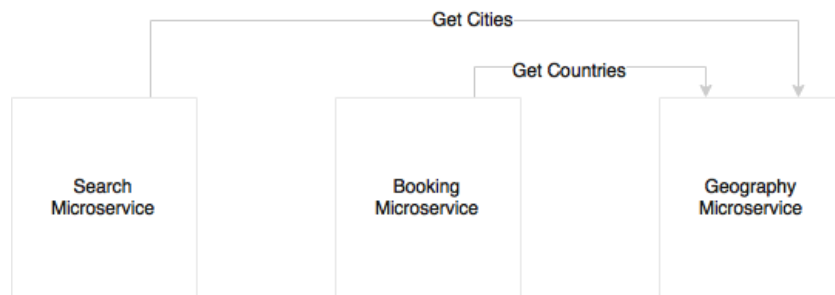 Get Cities
Get Countries
Search
Microservice
Booking
Microservice
Geography
Microservice